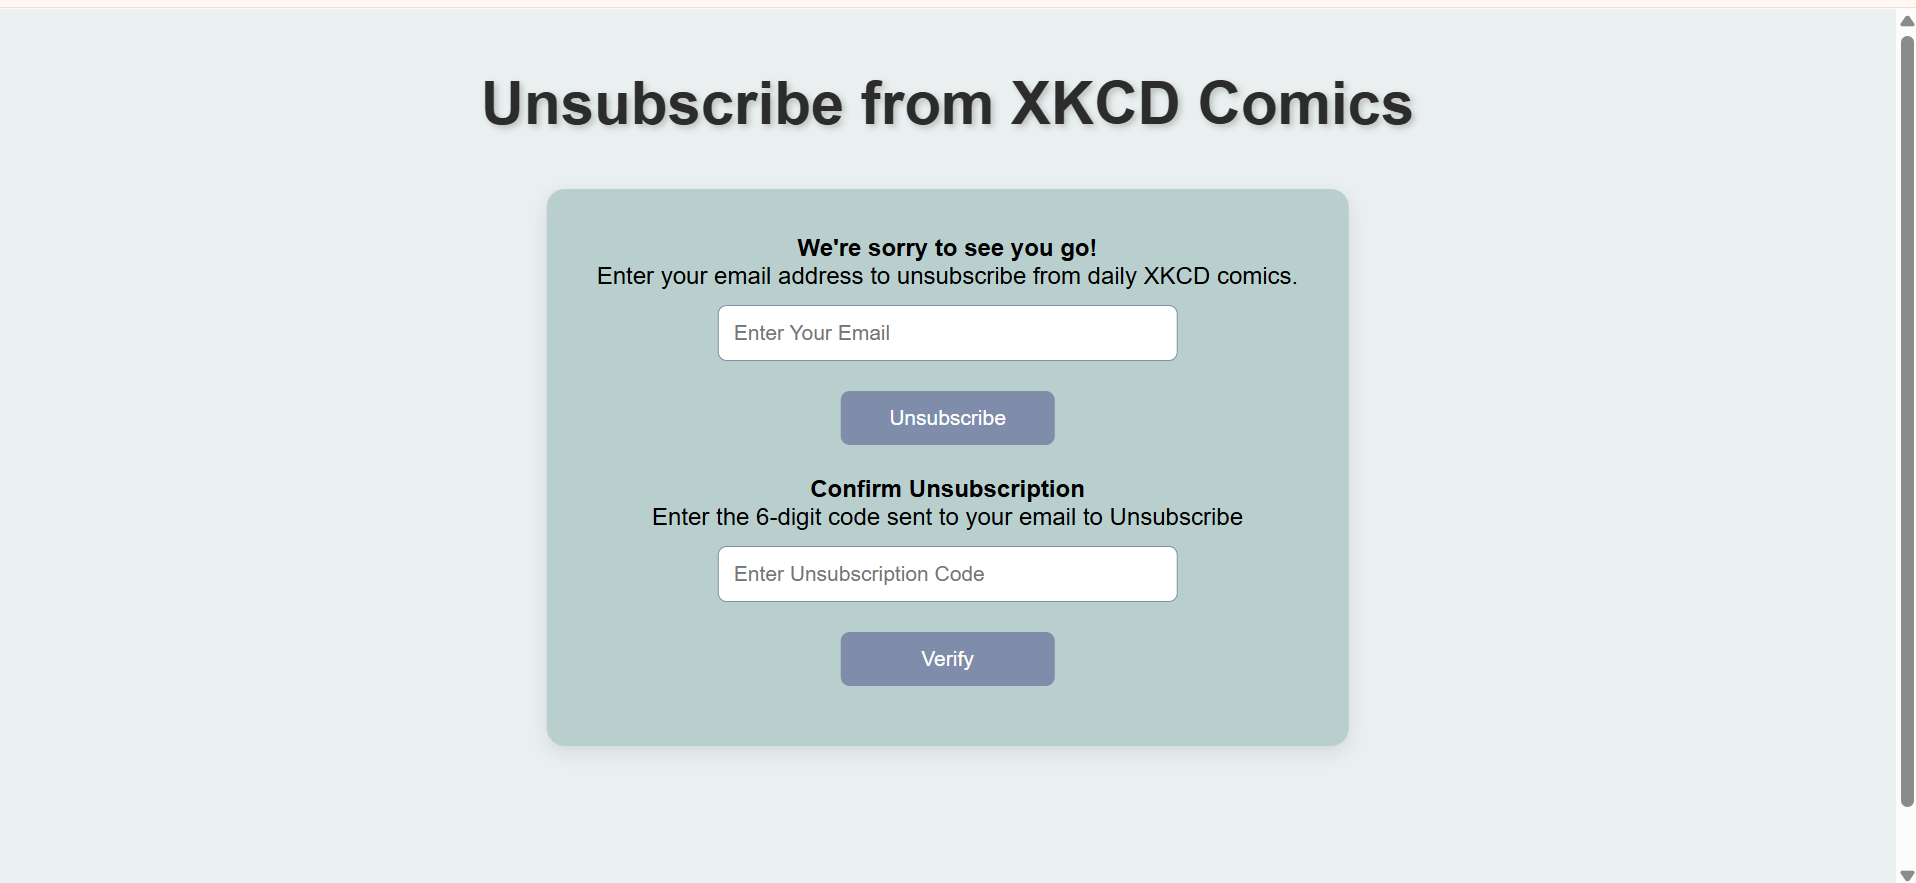 Unsubscribe from XKCD Comics
We're sorry to see you go!
Enter your email address to unsubscribe from daily XKCD comics.
Enter Your Email
Unsubscribe
Confirm Unsubscription
Enter the 6-digit code sent to your email to Unsubscribe
Enter Unsubscription Code
Verify